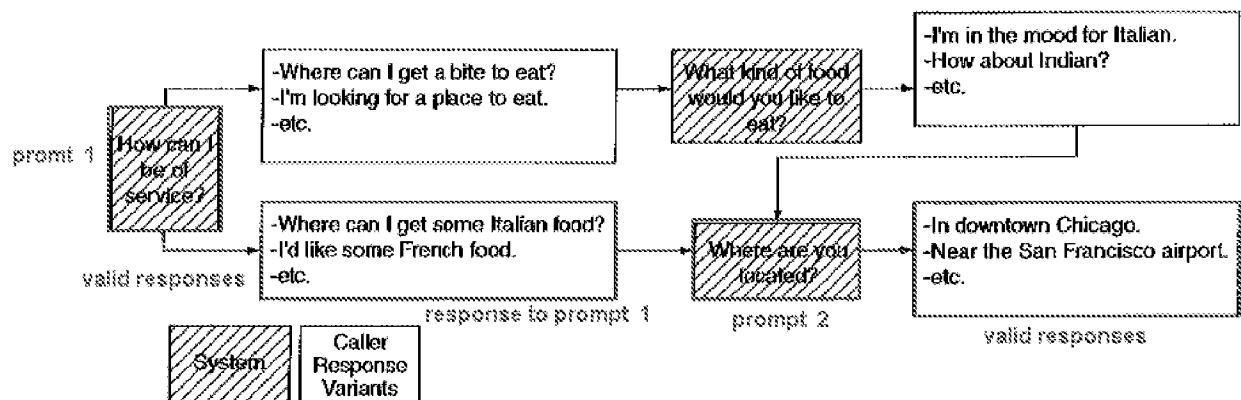 -I'm in the mood for Italian.
-How about Indian?
-etc.
-Where can I get a bite to eat?
-I'm looking for a place to eat.
-etc.
What kind of food
would you like to
eat?
promt 1
How can I
be of
service?
-Where can I get some Italian food?
-I'd like some French food.
-etc.
Where are you
located?
-In downtown Chicago.
-Near the San Francisco airport.
-etc.
valid responses
response to prompt 1
prompt 2
valid responses
System
Caller
Response
Variants